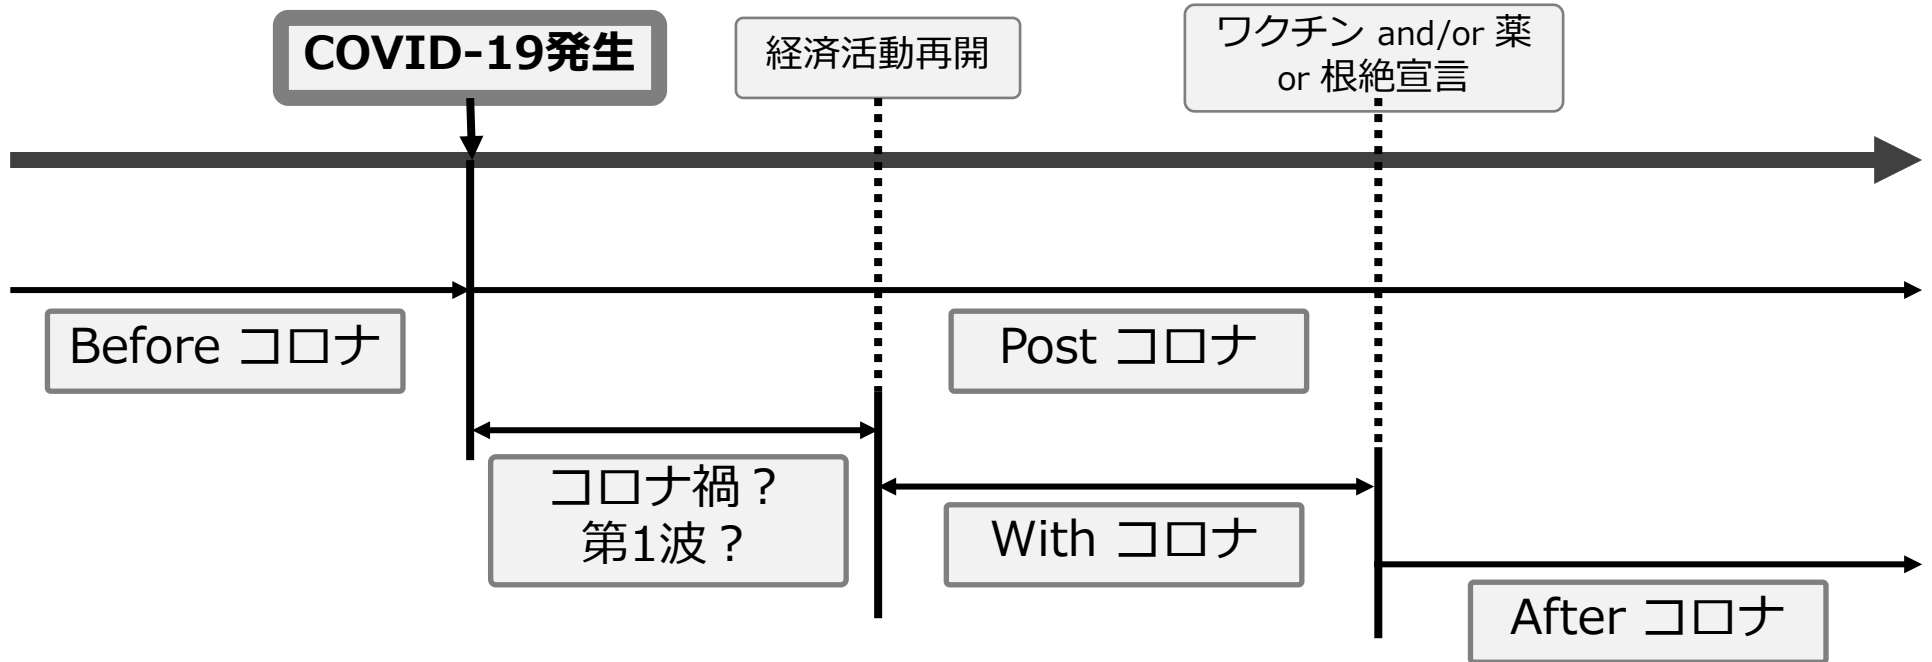 COVID-19発生
経済活動再開
ワクチン and/or 薬
or 根絶宣言
Before コロナ
Post コロナ
コロナ禍？
第1波？
With コロナ
After コロナ